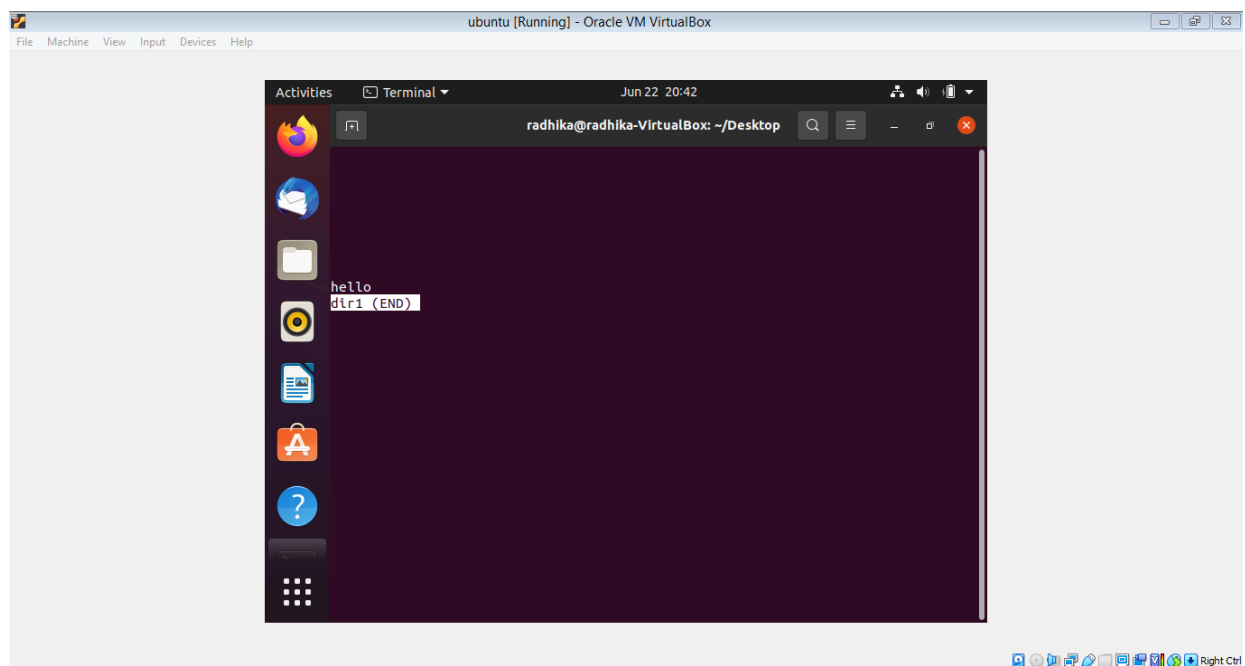 ubuntu [Running] - Oracle VM VirtualBox
File Machine View Input Devices Help
Activities Terminal Jun 22 20:42
radhika@radhika-VirtualBox: ~/Desktop
hello
dir1 (END)
Right Ctrl